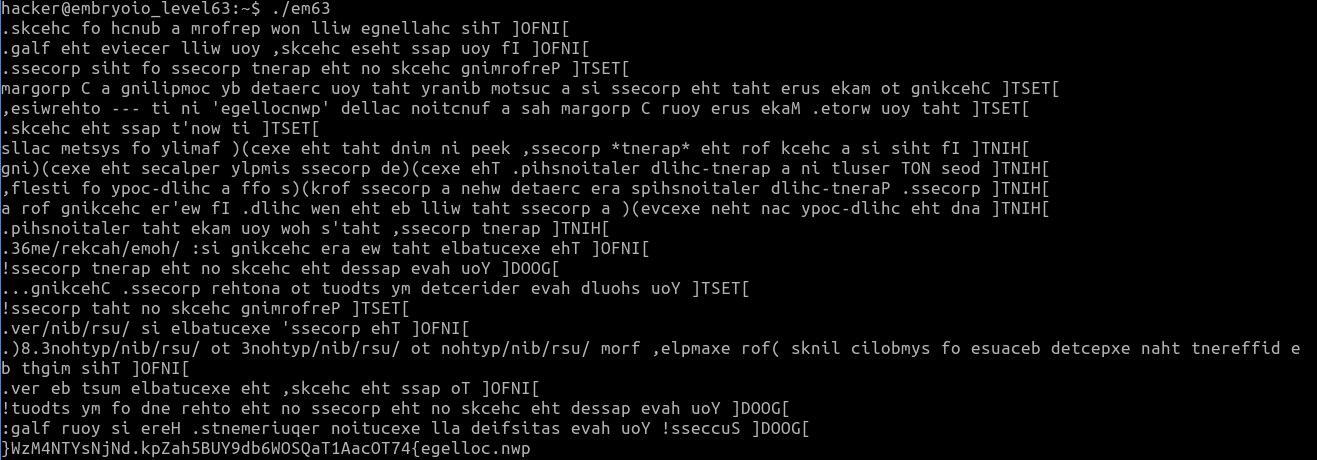 hacker@embryoio_level63:~$ ./em63
.skcehc fo hcnub a mrofrep won lliw egnellahc sihT ]OFNI[
.galf eht eviecer lliw uoy ,skcehc eseht ssap uoy fI ]OFNI[
.ssecorp siht fo ssecorp tnerap eht no skcehc gnimrofreP ]TSET[
margorp C a gnilipmoc yb detaerc uoy taht yranib motsuc a si ssecorp eht taht erus ekam ot gnikcehC ]TSET[
,esiwrehto --- ti ni 'egellocnwp' dellac noitcnuf a sah margorp C ruoy erus ekaM .etorw uoy taht ]TSET[
.skcehc eht ssap t'now ti ]TSET[
sllac metsys fo ylimaf )(cexe eht taht dnim ni peek ,ssecorp *tnerap* eht rof kcehc a si siht fI ]TNIH[
gni)(cexe eht secalper ylpmis ssecorp de)(cexe ehT .pihsnoitaler dlihc-tnerap a ni tluser TON seod ]TNIH[
,flesti fo ypoc-dlihc a ffo s)(krof ssecorp a nehw detaerc era spihsnoitaler dlihc-tneraP .ssecorp ]TNIH[
a rof gnikcehc er'ew fI .dlihc wen eht eb lliw taht ssecorp a )(evcexe neht nac ypoc-dlihc eht dna ]TNIH[
.pihsnoitaler taht ekam uoy woh s'taht ,ssecorp tnerap ]TNIH[
.36me/rekcah/emoh/ :si gnikcehc era ew taht elbatucexe ehT ]OFNI[
!ssecorp tnerap eht no skcehc eht dessap evah uoY ]DOOG[
...gnikcehC .ssecorp rehtona ot tuodts ym detcerider evah dluohs uoY ]TSET[
!ssecorp taht no skcehc gnimrofreP ]TSET[
.ver/nib/rsu/ si elbatucexe 'ssecorp ehT ]OFNI[
.)8.3nohtyp/nib/rsu/ ot 3nohtyp/nib/rsu/ ot nohtyp/nib/rsu/ morf ,elpmaxe rof( sknil cilobmys fo esuaceb detcepxe naht tnereffid e
b thgim sihT ]OFNI[
.ver eb tsum elbatucexe eht ,skcehc eht ssap oT ]OFNI[
!tuodts ym fo dne rehto eht no ssecorp eht no skcehc eht dessap evah uoY ]DOOG[
:galf ruoy si ereH .stnemeriuqer noitucexe lla deifsitas evah uoY !sseccuS ]DOOG[
}WzM4NTYsNjNd.kpZah5BUY9db6WOSQaT1AacOT74{egelloc.nwp